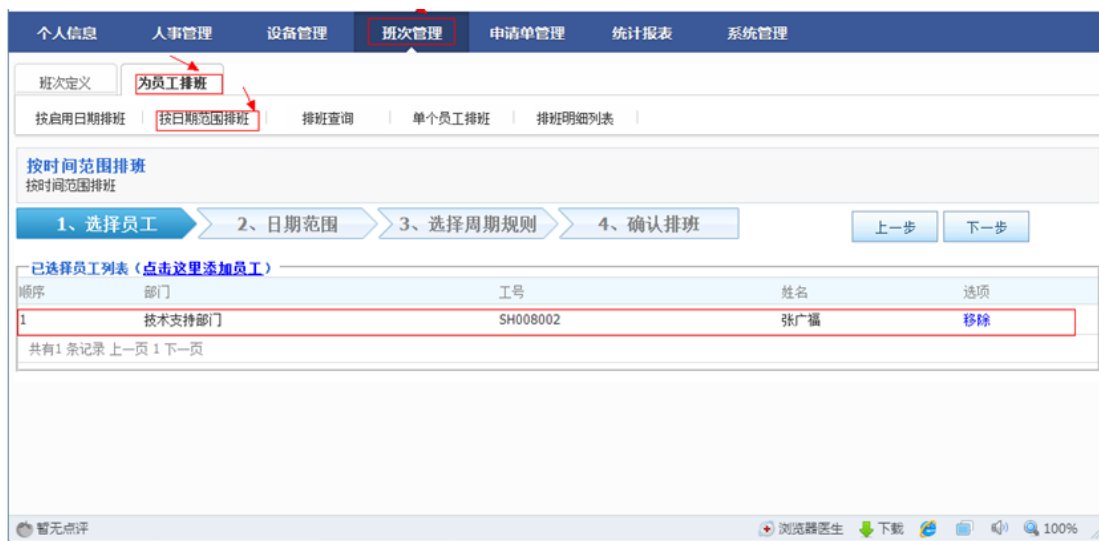 个人信息 人事管理 设备管理 班次管理 申请单管理 统计报表 系统管理
班次定义 为员工排班
按启用日期排班 按日期范围排班 排班查询 单个员工排班 排班明细列表
按时间范围排班
按时间范围排班
1、选择员工 2、日期范围 3、选择周期规则 4、确认排班 上一步 下一步
已选择员工列表（点击这里添加员工）
顺序 部门 工号 姓名 选项
1 技术支持部门 SH008002 张广福 移除
共有1 条记录 上一页 1 下一页
暂无点评 浏览器医生 下载 100%